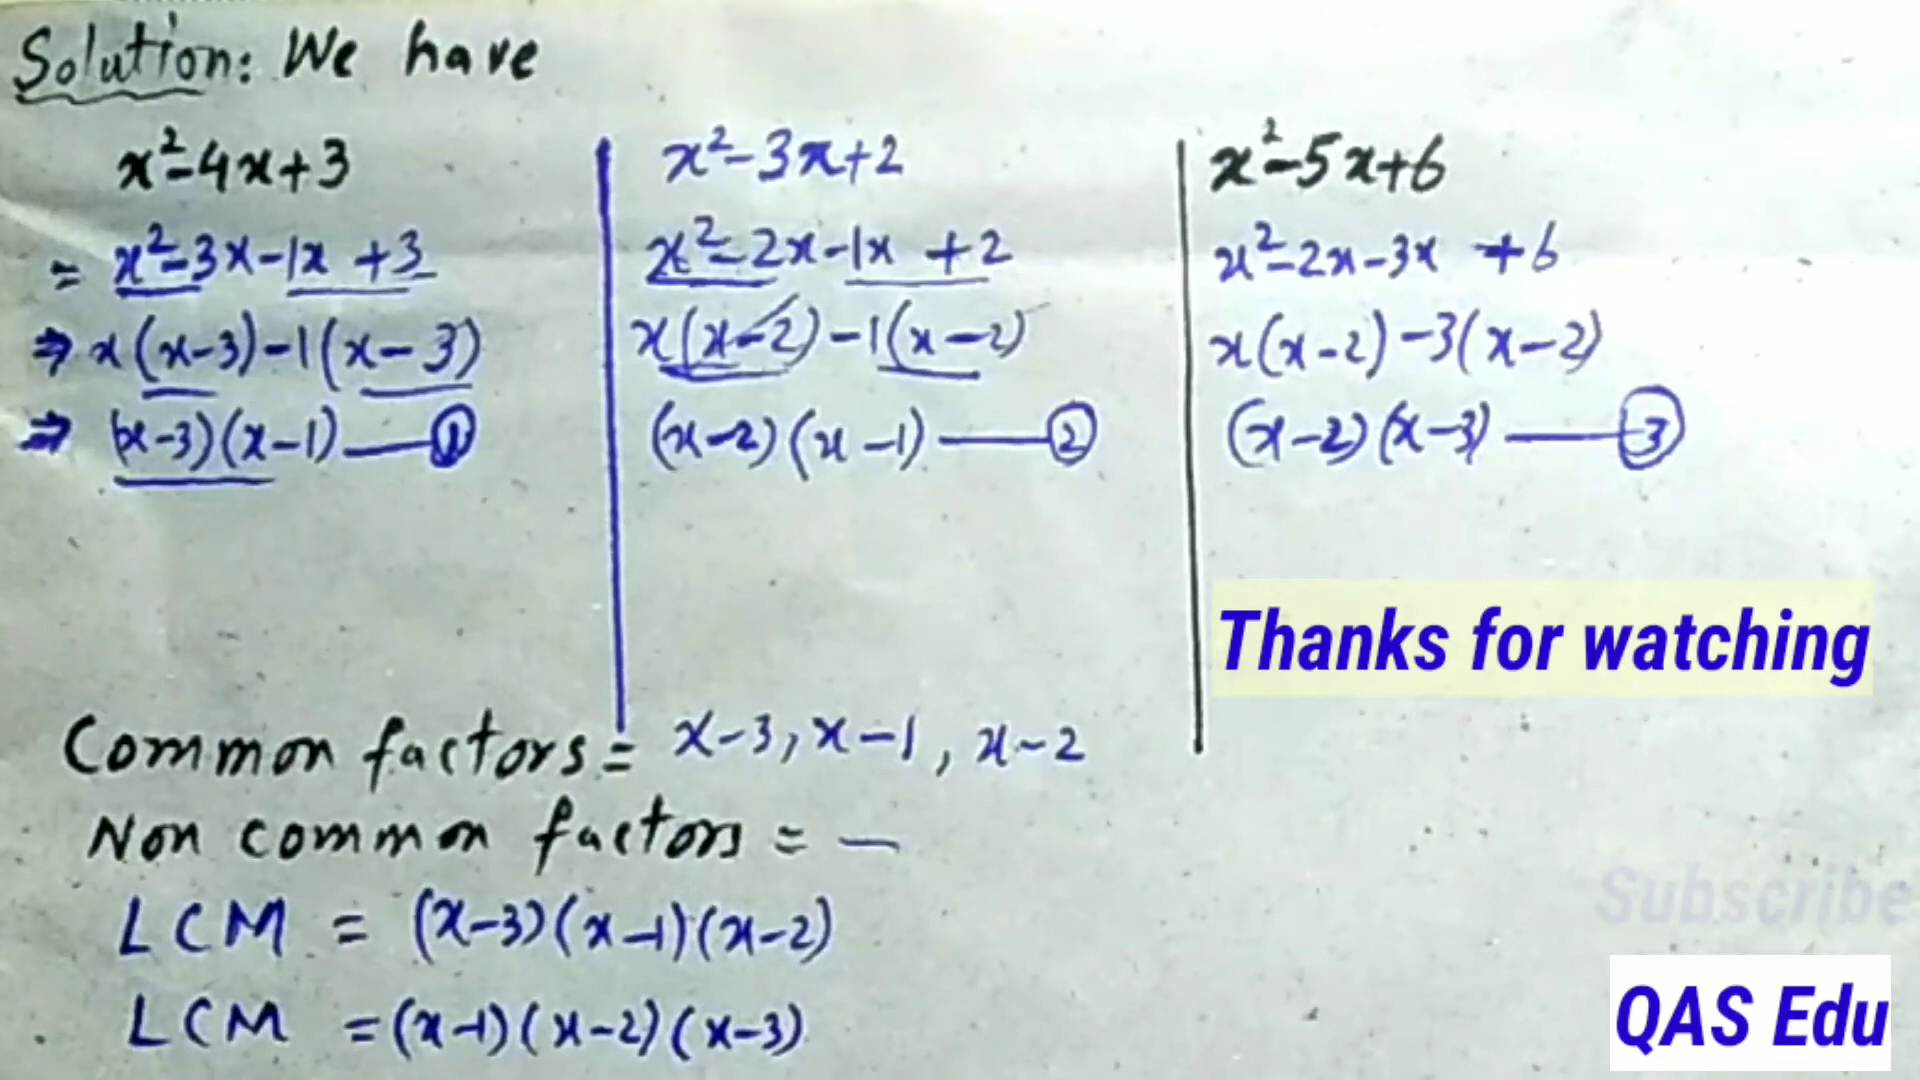 Solution: We have
x²-4x+3
= x²-3x-1x +3
⇒ x(x-3)-1(x-3)
⇒ (x-3)(x-1)—①
x²-3x+2
x²-2x-1x +2
x(x-2)-1(x-2)
(x-2)(x-1)—②
x²-5x+6
x²-2x-3x +6
x(x-2)-3(x-2)
(x-2)(x-3)—③
Thanks for watching
Common factors = x-3, x-1, x-2
Non common factors = —
LCM = (x-3)(x-1)(x-2)
LCM = (x-1)(x-2)(x-3)
Subscribe
QAS Edu